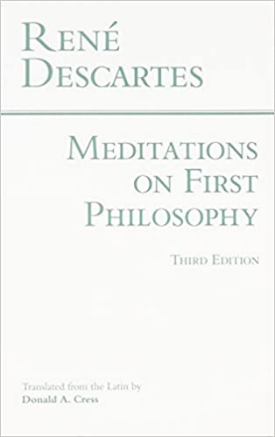 René
Descartes
Meditations
on First
Philosophy
Third Edition
Translated from the Latin by
Donald A. Cress